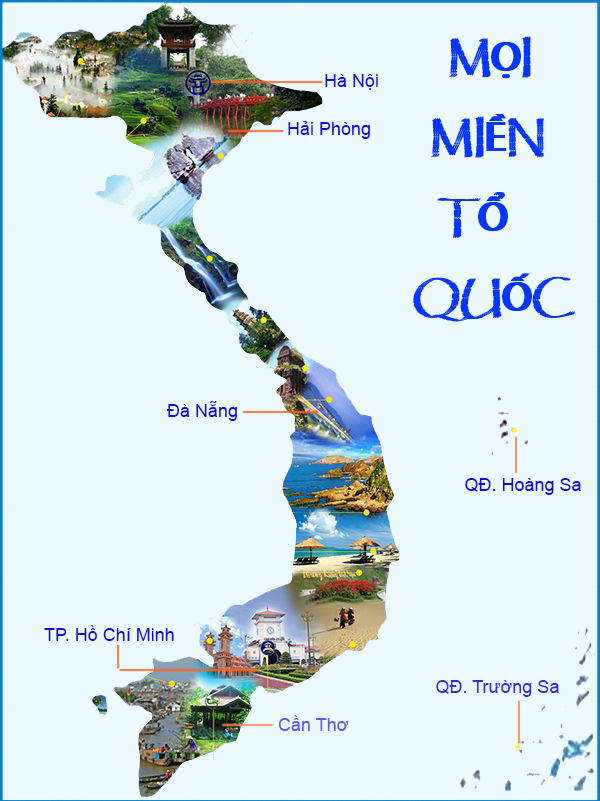 MỌI
MIỀN
TỔ
QUỐC
Hà Nội
Hải Phòng
Đà Nẵng
QĐ. Hoàng Sa
TP. Hồ Chí Minh
QĐ. Trường Sa
Cần Thơ